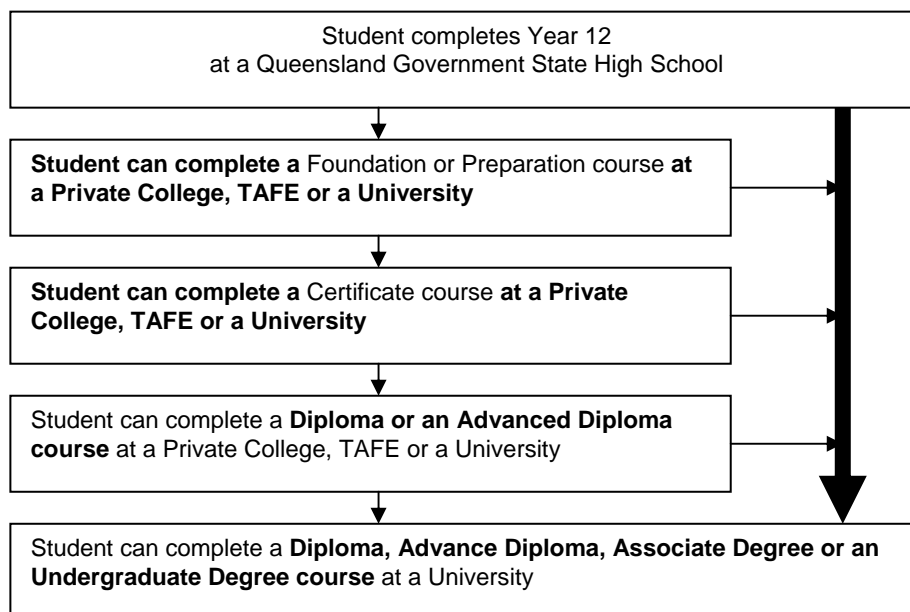 Student completes Year 12
at a Queensland Government State High School
Student can complete a Foundation or Preparation course at
a Private College, TAFE or a University
Student can complete a Certificate course at a Private
College, TAFE or a University
Student can complete a Diploma or an Advanced Diploma
course at a Private College, TAFE or a University
Student can complete a Diploma, Advance Diploma, Associate Degree or an
Undergraduate Degree course at a University